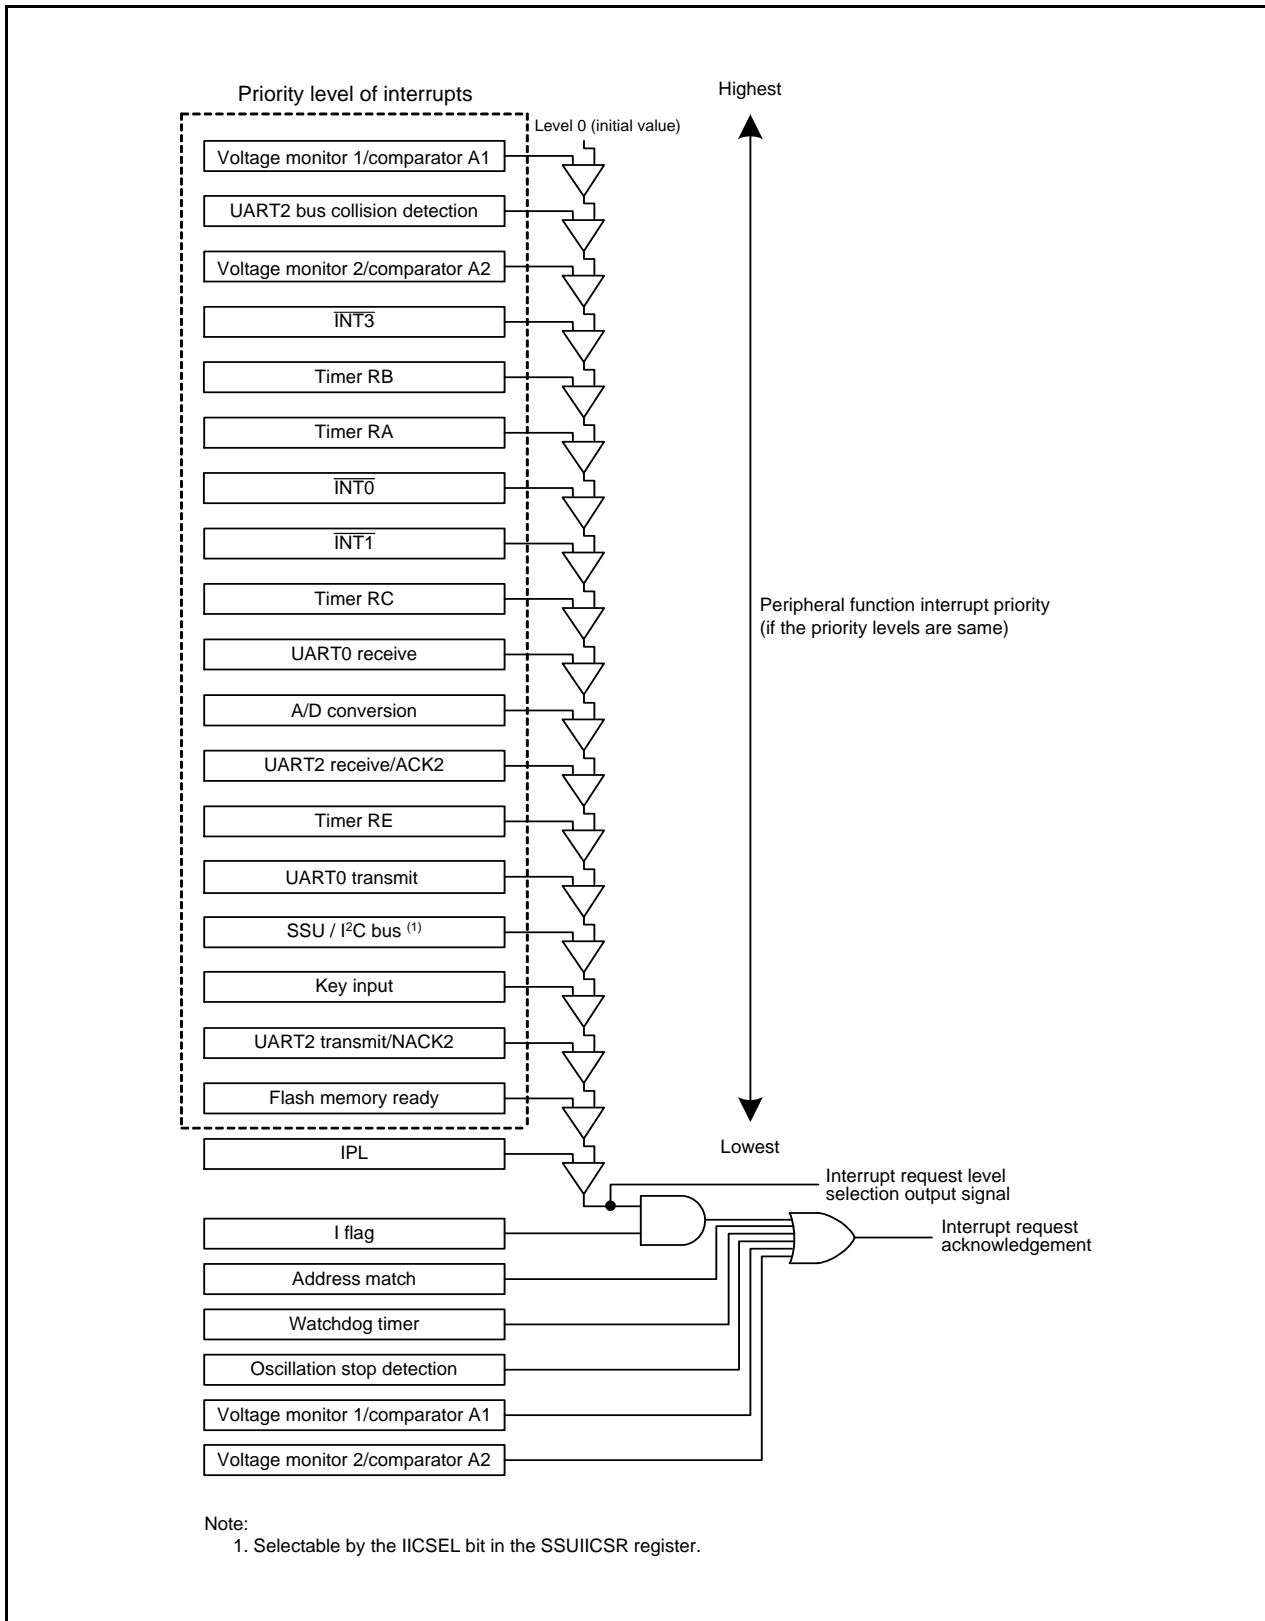 Priority level of interrupts
Highest
Level 0 (initial value)
Voltage monitor 1/comparator A1
UART2 bus collision detection
Voltage monitor 2/comparator A2
I̅N̅T̅3̅
Timer RB
Timer RA
I̅N̅T̅0̅
I̅N̅T̅1̅
Timer RC
Peripheral function interrupt priority
(if the priority levels are same)
UART0 receive
A/D conversion
UART2 receive/ACK2
Timer RE
UART0 transmit
SSU / I²C bus (1)
Key input
UART2 transmit/NACK2
Flash memory ready
Lowest
IPL
Interrupt request level
selection output signal
I flag
Interrupt request
acknowledgement
Address match
Watchdog timer
Oscillation stop detection
Voltage monitor 1/comparator A1
Voltage monitor 2/comparator A2
Note:
1. Selectable by the IICSEL bit in the SSUIICSR register.